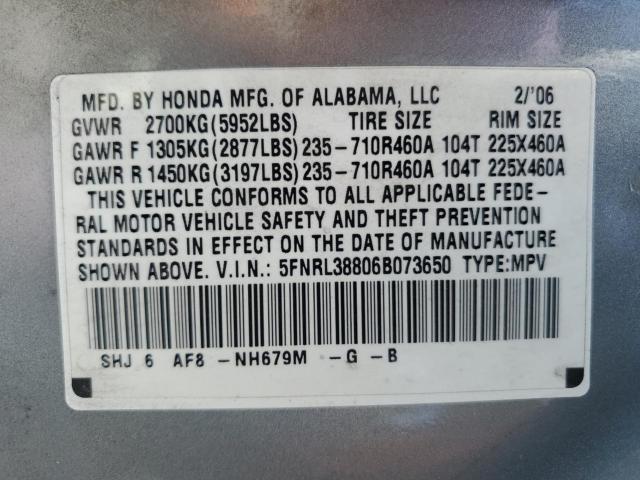 MFD. BY HONDA MFG. OF ALABAMA, LLC 2/'06
GVWR 2700KG(5952LBS) TIRE SIZE RIM SIZE
GAWR F 1305KG(2877LBS) 235-710R460A 104T 225X460A
GAWR R 1450KG(3197LBS) 235-710R460A 104T 225X460A
THIS VEHICLE CONFORMS TO ALL APPLICABLE FEDE-
RAL MOTOR VEHICLE SAFETY AND THEFT PREVENTION
STANDARDS IN EFFECT ON THE DATE OF MANUFACTURE
SHOWN ABOVE. V.I.N.: 5FNRL38806B073650 TYPE:MPV
SHJ 6 AF8 -NH679M -G -B